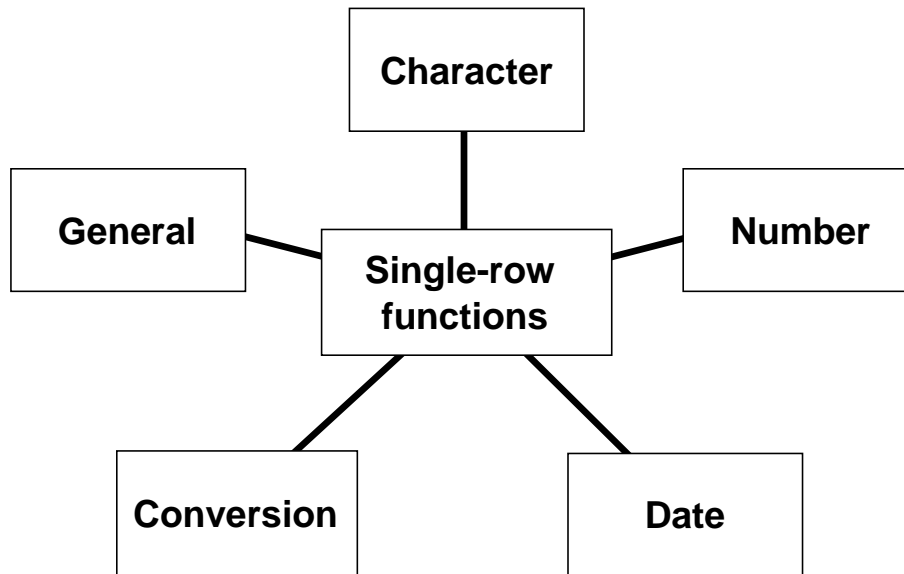 Character
General
Number
Single-row
functions
Conversion
Date